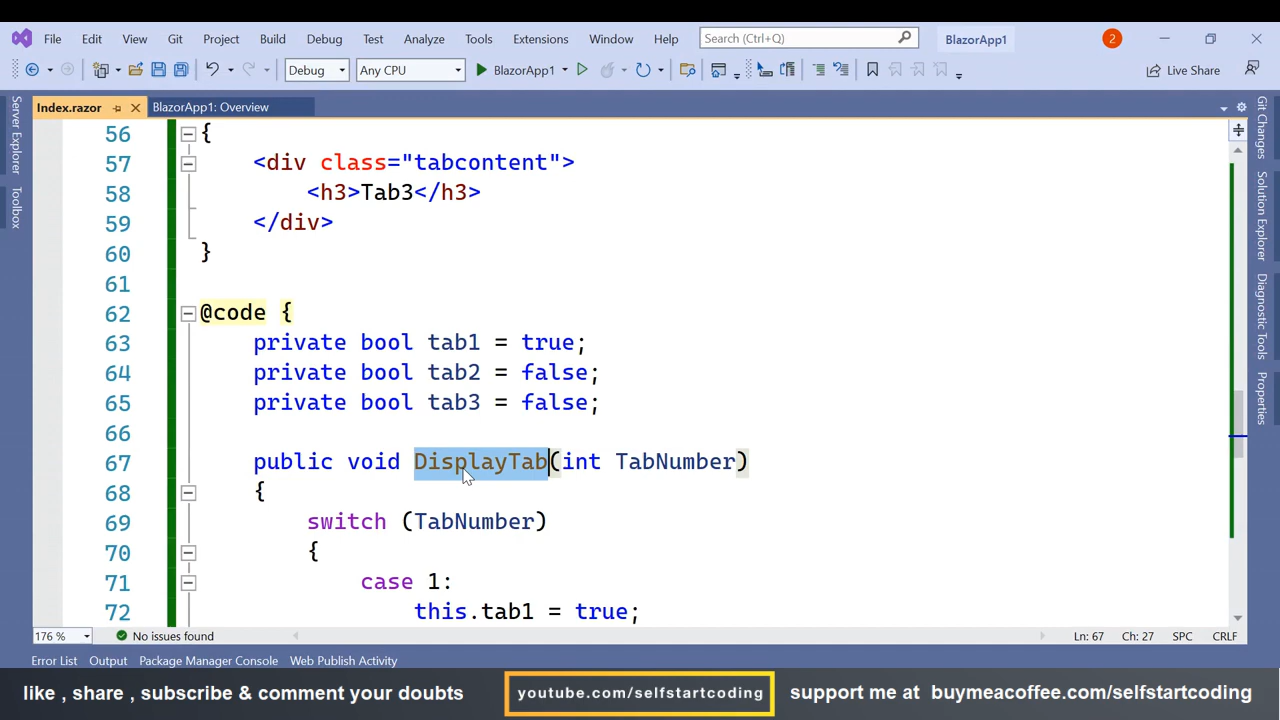 File Edit View Git Project Build Debug Test Analyze Tools Extensions Window Help Search (Ctrl+Q) BlazorApp1 2
Debug Any CPU BlazorApp1 Live Share
Index.razor BlazorApp1: Overview
Server Explorer
Toolbox
Git Changes
Solution Explorer
Diagnostic Tools
Properties
56 {
57 <div class="tabcontent">
58 <h3>Tab3</h3>
59 </div>
60 }
61
62 @code {
63 private bool tab1 = true;
64 private bool tab2 = false;
65 private bool tab3 = false;
66
67 public void DisplayTab(int TabNumber)
68 {
69 switch (TabNumber)
70 {
71 case 1:
72 this.tab1 = true;
176 % No issues found Ln: 67 Ch: 27 SPC CRLF
Error List Output Package Manager Console Web Publish Activity
like , share , subscribe & comment your doubts youtube.com/selfstartcoding support me at buymeacoffee.com/selfstartcoding